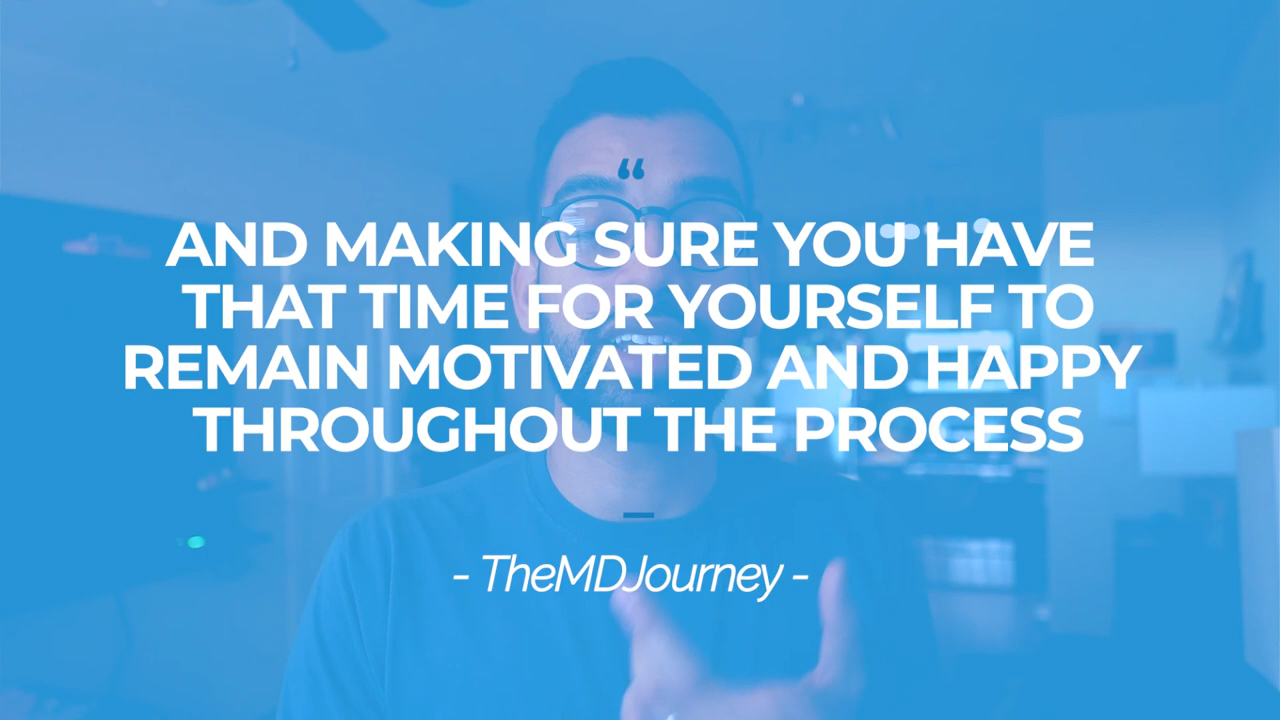 “
AND MAKING SURE YOU HAVE
THAT TIME FOR YOURSELF TO
REMAIN MOTIVATED AND HAPPY
THROUGHOUT THE PROCESS
- TheMDJourney -